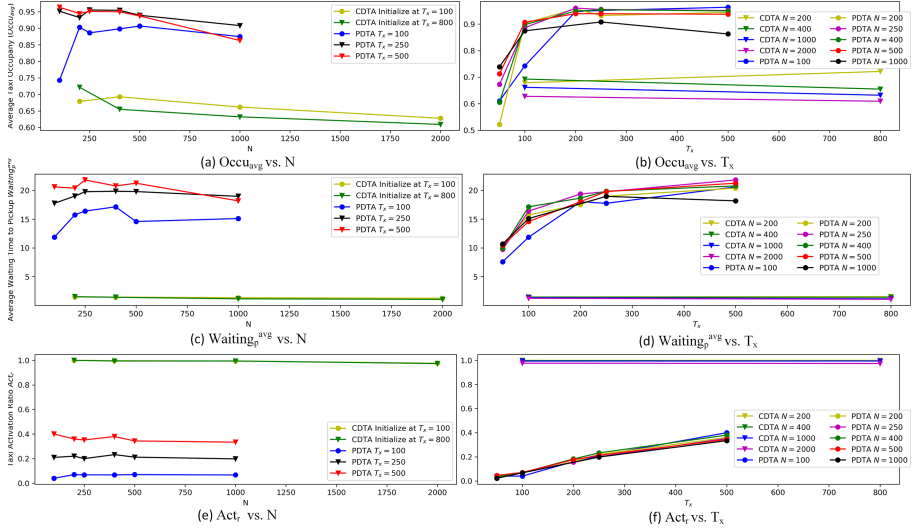 Average Taxi Occupany (Occu_avg)
0.95
0.90
0.85
0.80
0.75
0.70
0.65
0.60
250 500 750 1000 1250 1500 1750 2000
N
CDTA Initialize at T_x = 100
CDTA Initialize at T_x = 800
PDTA T_x = 100
PDTA T_x = 250
PDTA T_x = 500
(a) Occu_avg vs. N
1.0
0.9
0.8
0.7
0.6
0.5
100 200 300 400 500 600 700 800
T_x
CDTA N = 200
CDTA N = 400
CDTA N = 1000
CDTA N = 2000
PDTA N = 100
PDTA N = 200
PDTA N = 250
PDTA N = 400
PDTA N = 500
PDTA N = 1000
(b) Occu_avg vs. T_x
Average Waiting Time to Pickup Waiting_p^avg
20
15
10
5
250 500 750 1000 1250 1500 1750 2000
N
CDTA Initialize at T_x = 100
CDTA Initialize at T_x = 800
PDTA T_x = 100
PDTA T_x = 250
PDTA T_x = 500
(c) Waiting_p^avg vs. N
20
15
10
5
100 200 300 400 500 600 700 800
T_x
CDTA N = 200
CDTA N = 400
CDTA N = 1000
CDTA N = 2000
PDTA N = 100
PDTA N = 200
PDTA N = 250
PDTA N = 400
PDTA N = 500
PDTA N = 1000
(d) Waiting_p^avg vs. T_x
Taxi Activation Ratio Act_r
1.0
0.8
0.6
0.4
0.2
0.0
250 500 750 1000 1250 1500 1750 2000
N
CDTA Initialize at T_x = 100
CDTA Initialize at T_x = 800
PDTA T_x = 100
PDTA T_x = 250
PDTA T_x = 500
(e) Act_r vs. N
1.0
0.8
0.6
0.4
0.2
0.0
100 200 300 400 500 600 700 800
T_x
CDTA N = 200
CDTA N = 400
CDTA N = 1000
CDTA N = 2000
PDTA N = 100
PDTA N = 200
PDTA N = 250
PDTA N = 400
PDTA N = 500
PDTA N = 1000
(f) Act_r vs. T_x